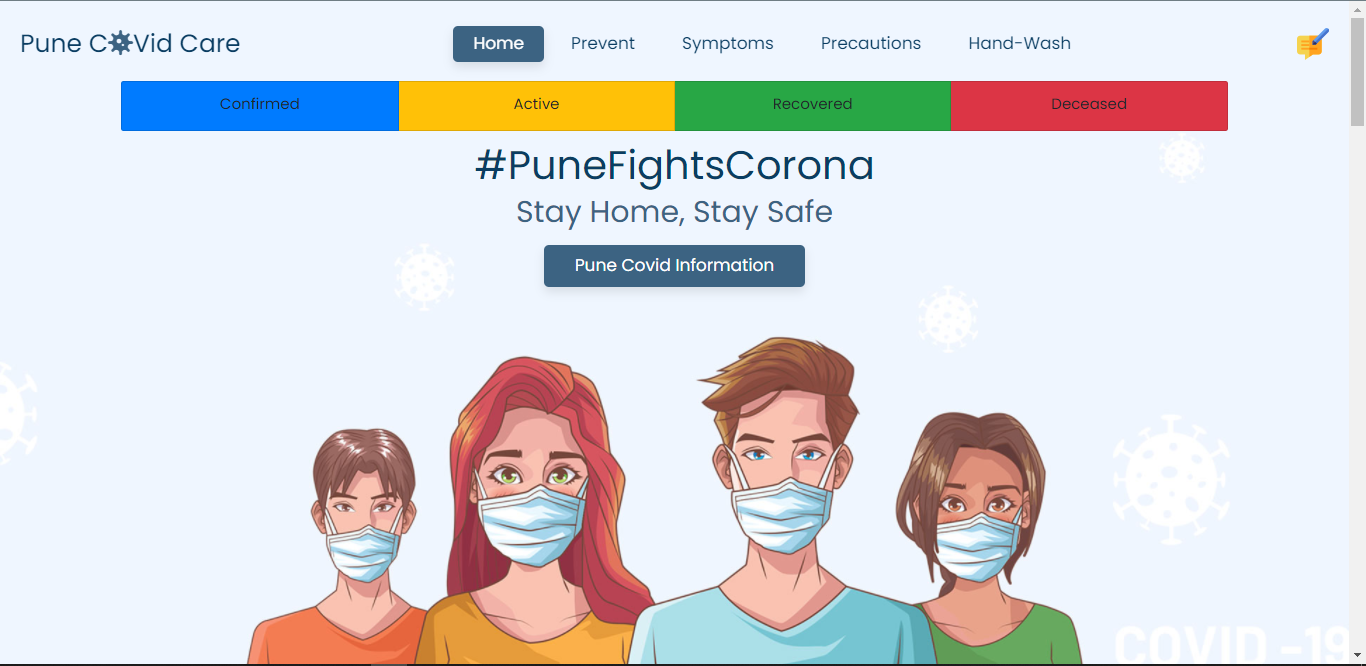 Pune COVid Care
Home Prevent Symptoms Precautions Hand-Wash
Confirmed Active Recovered Deceased
#PuneFightsCorona
Stay Home, Stay Safe
Pune Covid Information
COVID -19